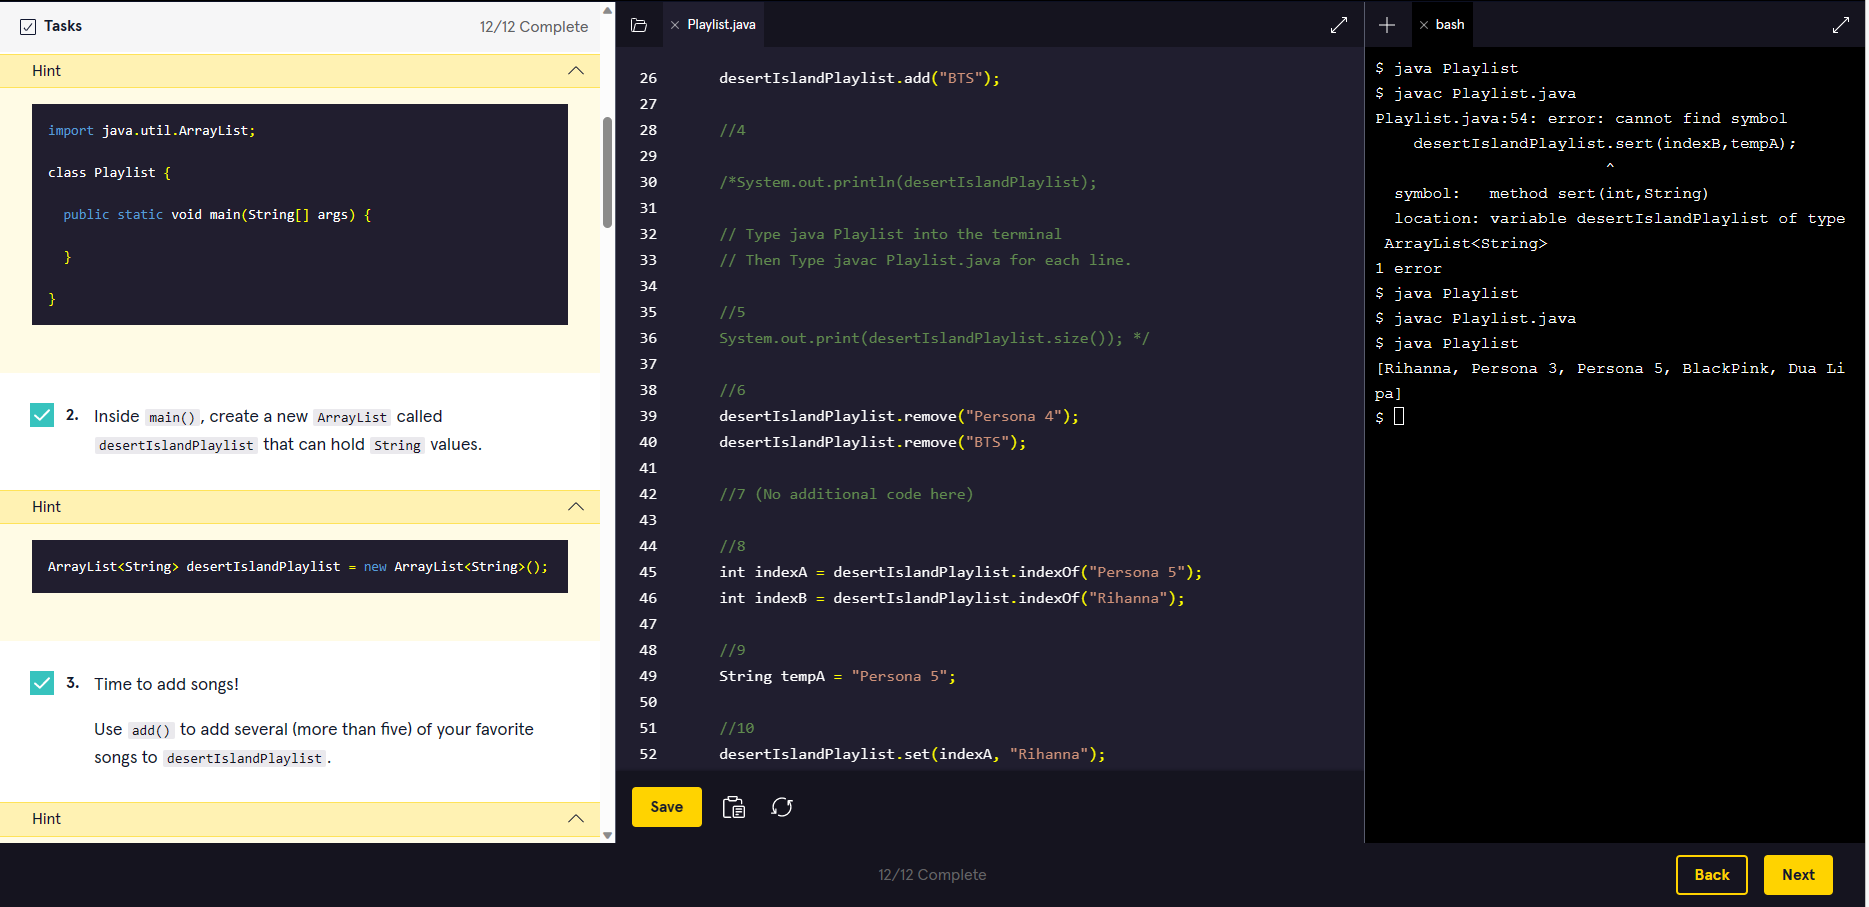 Tasks
12/12 Complete
Hint
import java.util.ArrayList;
class Playlist {
public static void main(String[] args) {
}
}
2. Inside main(), create a new ArrayList called
desertIslandPlaylist that can hold String values.
Hint
ArrayList<String> desertIslandPlaylist = new ArrayList<String>();
3. Time to add songs!
Use add() to add several (more than five) of your favorite
songs to desertIslandPlaylist.
Hint
Playlist.java
26 desertIslandPlaylist.add("BTS");
27
28 //4
29
30 /*System.out.println(desertIslandPlaylist);
31
32 // Type java Playlist into the terminal
33 // Then Type javac Playlist.java for each line.
34
35 //5
36 System.out.print(desertIslandPlaylist.size()); */
37
38 //6
39 desertIslandPlaylist.remove("Persona 4");
40 desertIslandPlaylist.remove("BTS");
41
42 //7 (No additional code here)
43
44 //8
45 int indexA = desertIslandPlaylist.indexOf("Persona 5");
46 int indexB = desertIslandPlaylist.indexOf("Rihanna");
47
48 //9
49 String tempA = "Persona 5";
50
51 //10
52 desertIslandPlaylist.set(indexA, "Rihanna");
Save
bash
$ java Playlist
$ javac Playlist.java
Playlist.java:54: error: cannot find symbol
desertIslandPlaylist.sert(indexB,tempA);
^
symbol: method sert(int,String)
location: variable desertIslandPlaylist of type
ArrayList<String>
1 error
$ java Playlist
$ javac Playlist.java
$ java Playlist
[Rihanna, Persona 3, Persona 5, BlackPink, Dua Li
pa]
$
12/12 Complete
Back
Next